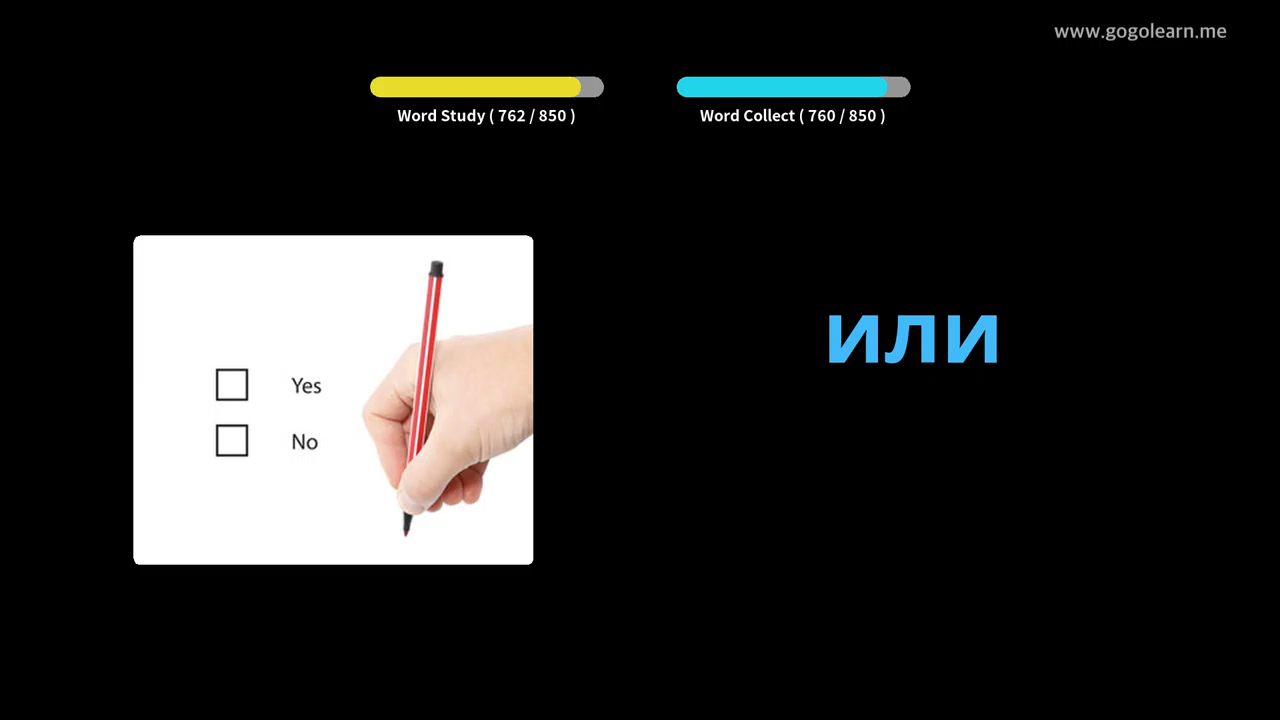 www.gogolearn.me
Word Study ( 762 / 850 )
Word Collect ( 760 / 850 )
Yes
No
или